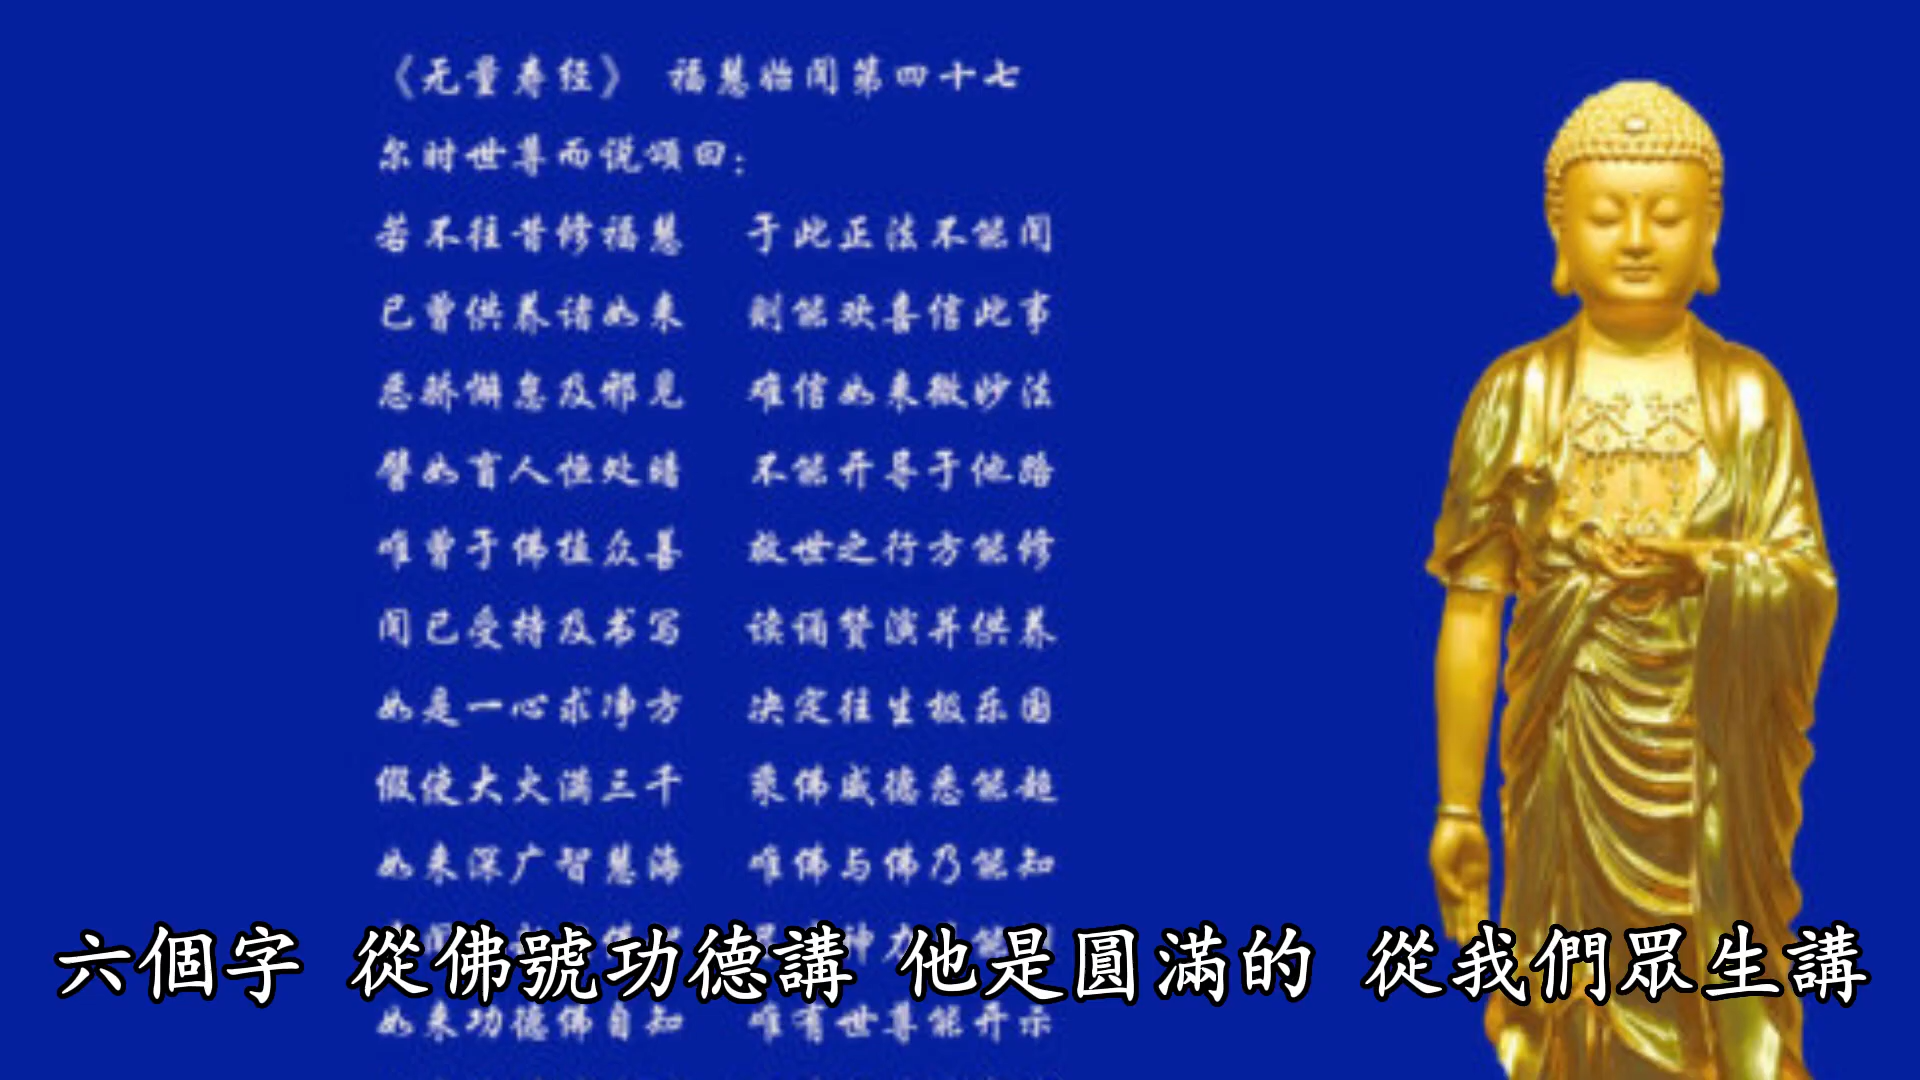 《无量寿经》 福慧始闻第四十七
尔时世尊而说颂曰：
若不往昔修福慧 于此正法不能闻
已曾供养诸如来 则能欢喜信此事
恶骄懈怠及邪见 难信如来微妙法
譬如盲人恒处暗 不能开导于他路
唯曾于佛植众善 救世之行方能修
闻已受持及书写 读诵赞演并供养
如是一心求净方 决定往生极乐国
假使大火满三千 乘佛威德悉能超
如来深广智慧海 唯佛与佛乃能知
六個字 從佛號功德講 他是圓滿的 從我們眾生講
如来功德佛自知 唯有世尊能开示